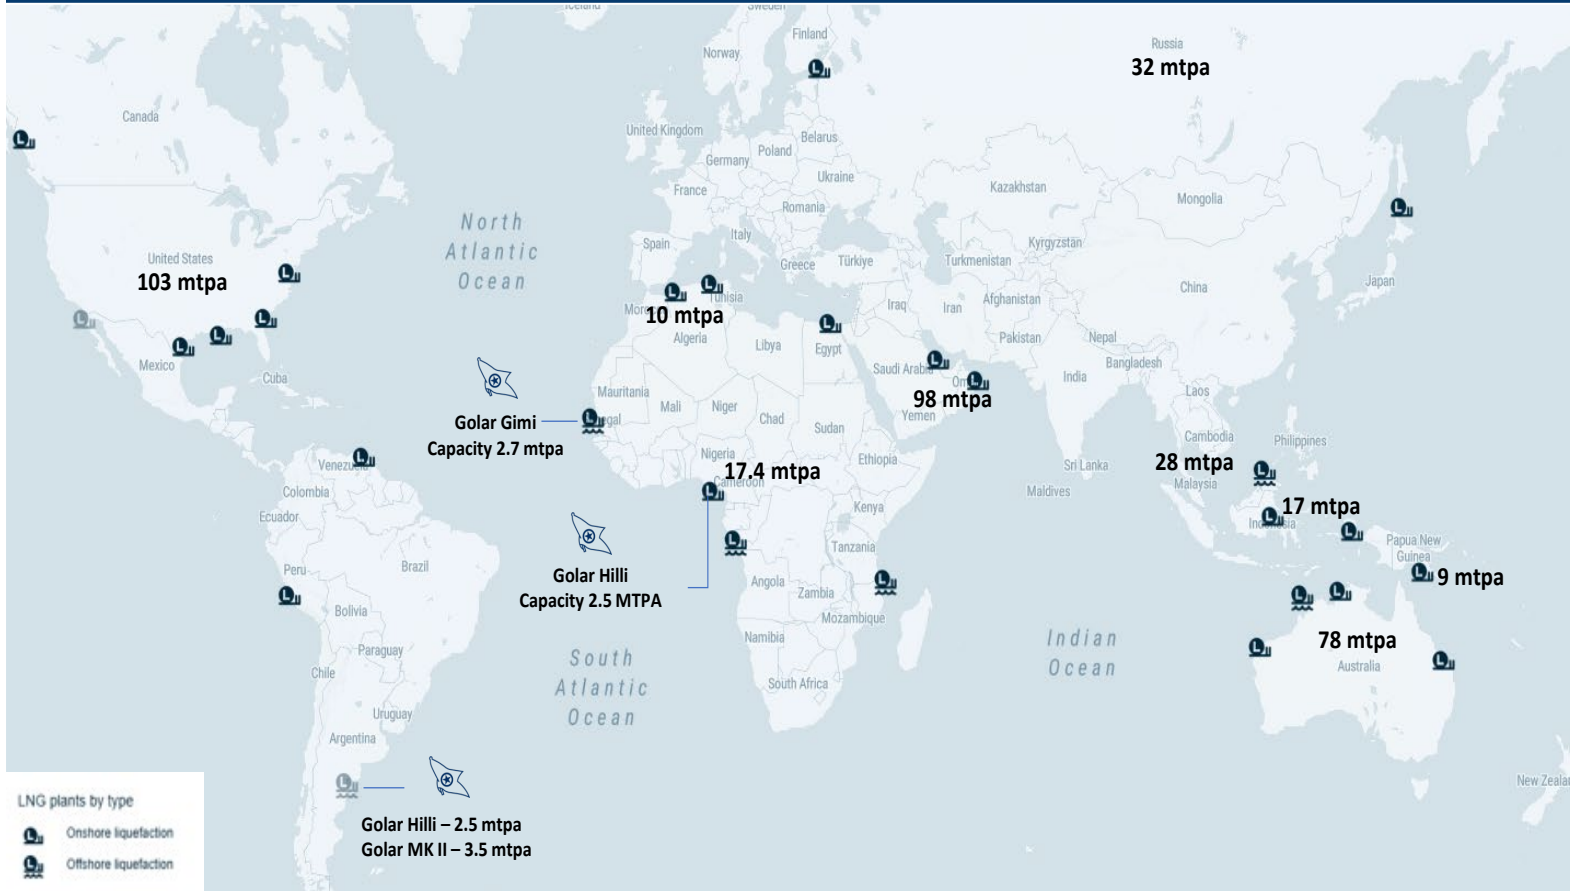 Iceland
Sweden
Finland
Norway
Russia
32 mtpa
Canada
United Kingdom
Belarus
Poland
Germany
Ukraine
Kazakhstan
France
Mongolia
Romania
North
Atlantic
Ocean
Italy
Spain
Kyrgyzstan
United States
103 mtpa
Greece
Türkiye
Turkmenistan
Japan
China
Tunisia
Mor
10 mtpa
Iraq
Iran
Afghanistan
Algeria
Libya
Egypt
Pakistan
Nepal
Mexico
Cuba
Saudi Arabia
Om
98 mtpa
Bangladesh
India
Laos
Mauritania
Mali
Niger
Chad
Sudan
Yemen
Golar Gimi
Capacity 2.7 mtpa
egal
Cambodia
Philippines
Nigeria
17.4 mtpa
Cameroon
Ethiopia
Venezuela
Colombia
Sri Lanka
28 mtpa
Malaysia
Maldives
Ecuador
Kenya
17 mtpa
Indonesia
Papua New
Guinea
Tanzania
Peru
Brazil
Golar Hilli
Capacity 2.5 MTPA
Angola
Zambia
9 mtpa
Bolivia
Mozambique
Namibia
Indian
Ocean
78 mtpa
Australia
Paraguay
South
Atlantic
Ocean
Chile
South Africa
Uruguay
Argentina
New Zealan
Golar Hilli – 2.5 mtpa
Golar MK II – 3.5 mtpa
LNG plants by type
Onshore liquefaction
Offshore liquefaction